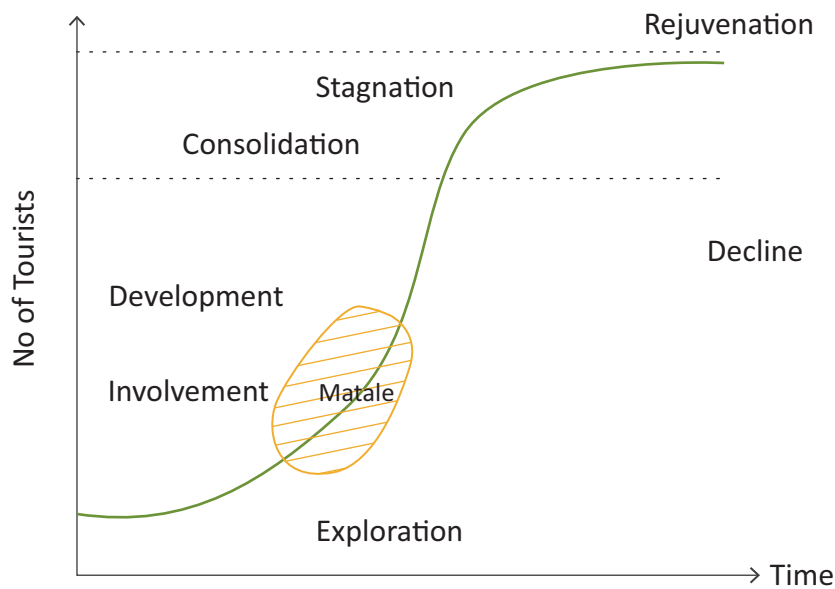 Rejuvenation
Stagnation
Consolidation
No of Tourists
Decline
Development
Involvement
Matale
Exploration
Time